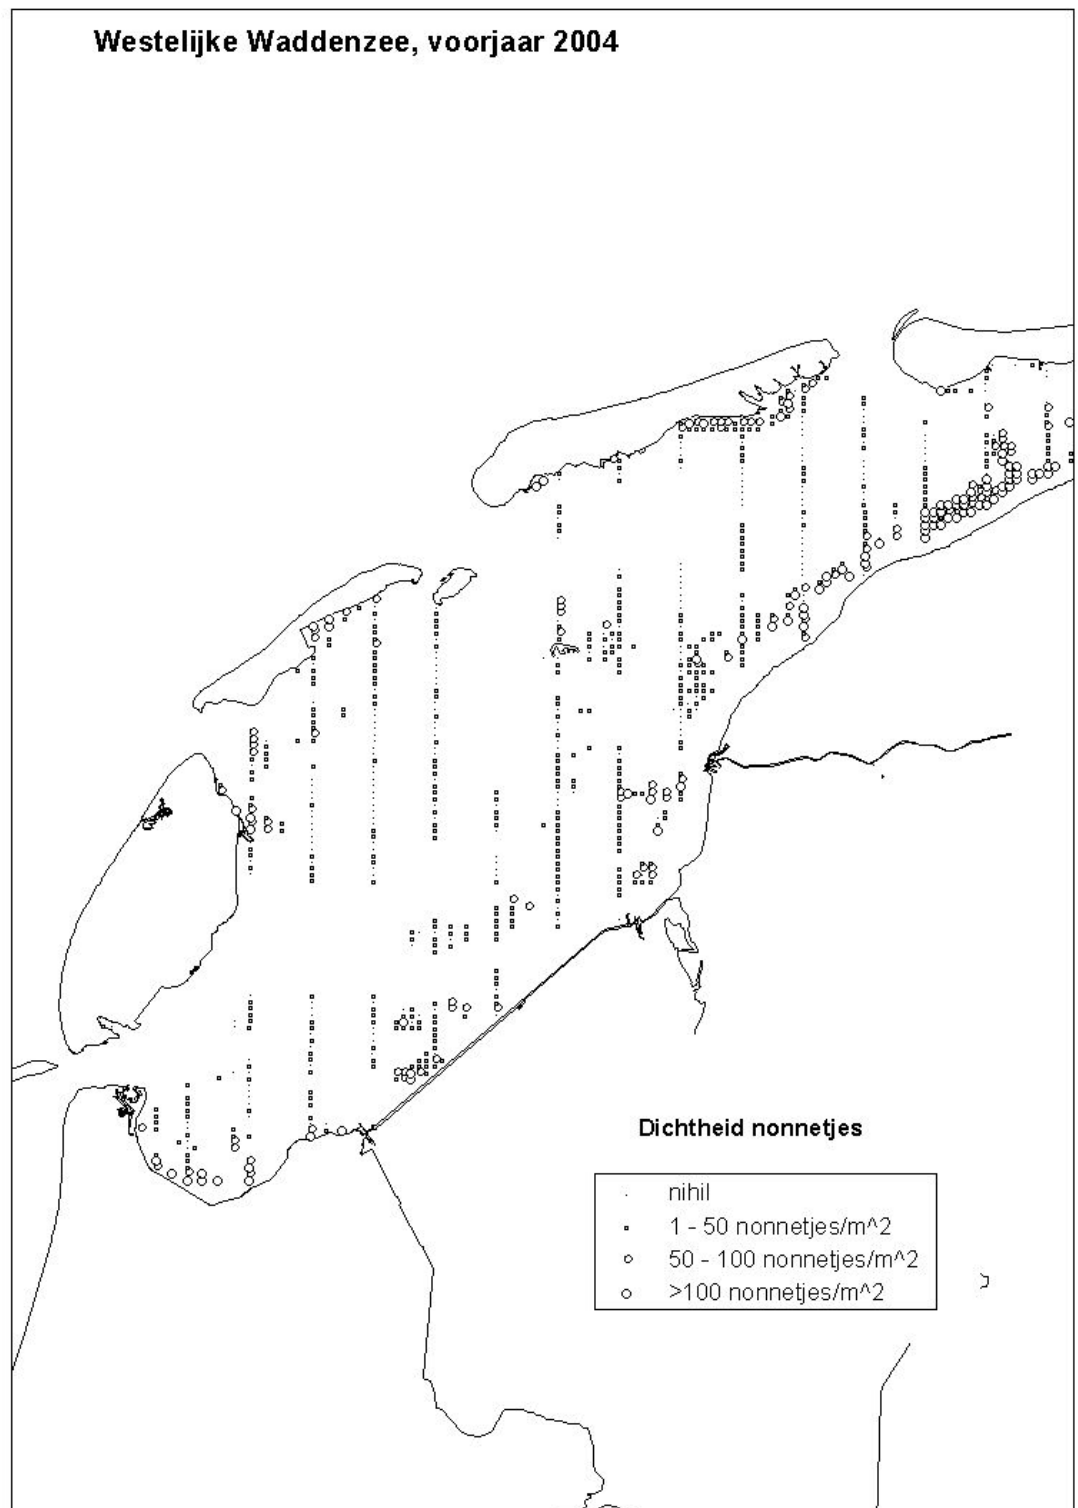 Westelijke Waddenzee, voorjaar 2004
Dichtheid nonnetjes
nihil
1 - 50 nonnetjes/m^2
50 - 100 nonnetjes/m^2
>100 nonnetjes/m^2